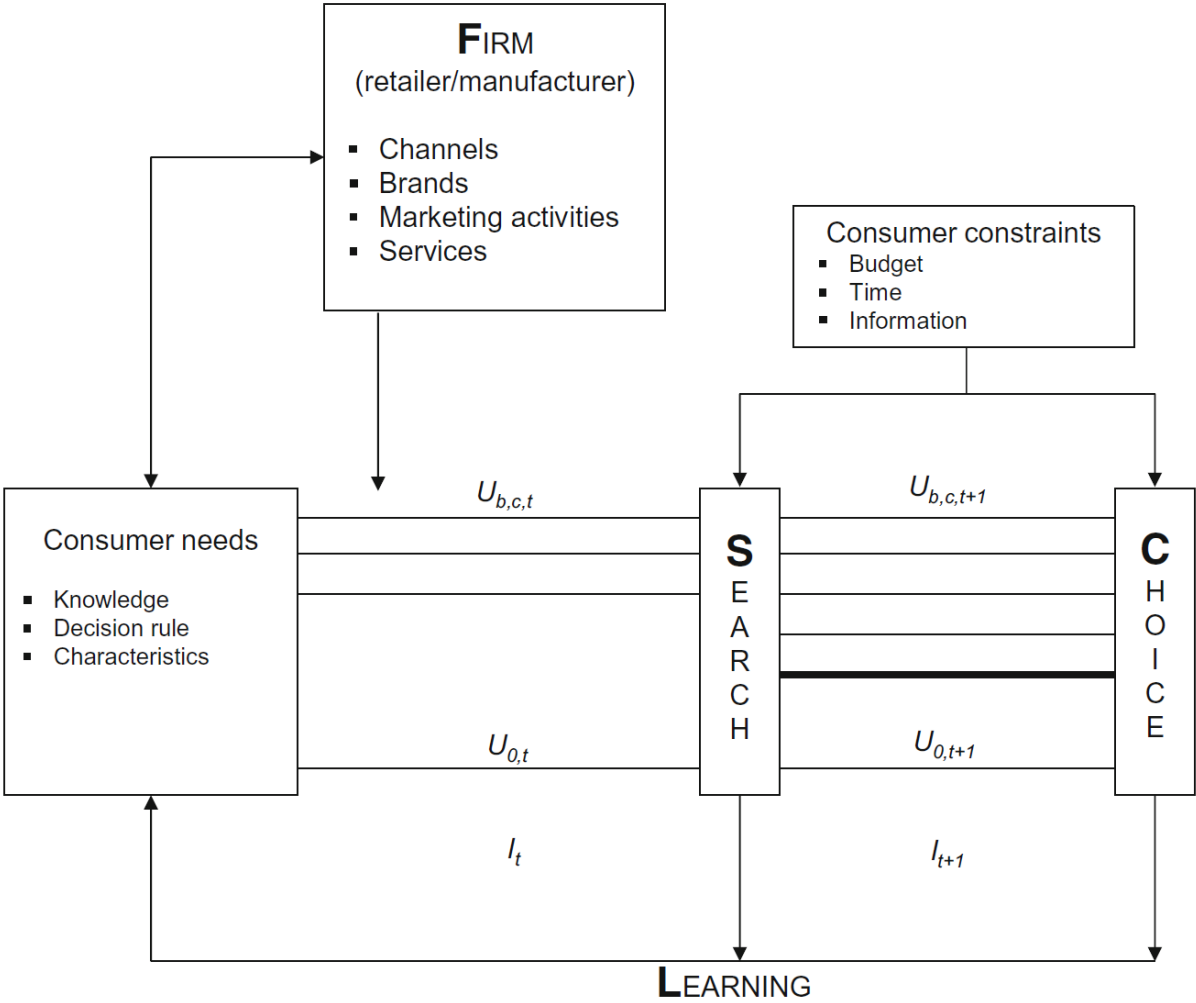 FIRM
(retailer/manufacturer)
▪ Channels
▪ Brands
▪ Marketing activities
▪ Services
Consumer constraints
▪ Budget
▪ Time
▪ Information
Consumer needs
▪ Knowledge
▪ Decision rule
▪ Characteristics
U_{b,c,t}
U_{0,t}
I_t
SEARCH
U_{b,c,t+1}
U_{0,t+1}
I_{t+1}
CHOICE
LEARNING